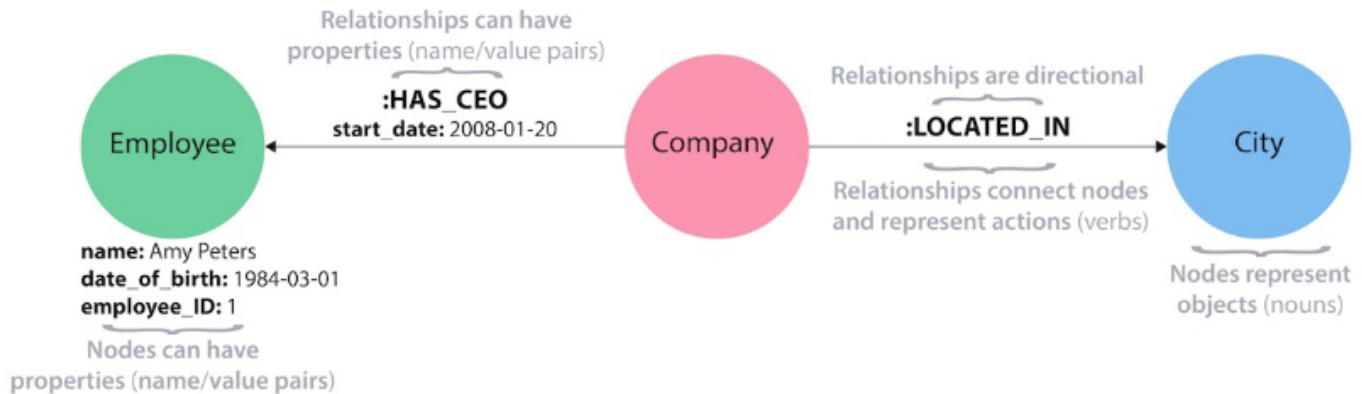 Relationships can have
properties (name/value pairs)
:HAS_CEO
start_date: 2008-01-20
Employee
name: Amy Peters
date_of_birth: 1984-03-01
employee_ID: 1
Nodes can have
properties (name/value pairs)
Company
Relationships are directional
:LOCATED_IN
Relationships connect nodes
and represent actions (verbs)
City
Nodes represent
objects (nouns)